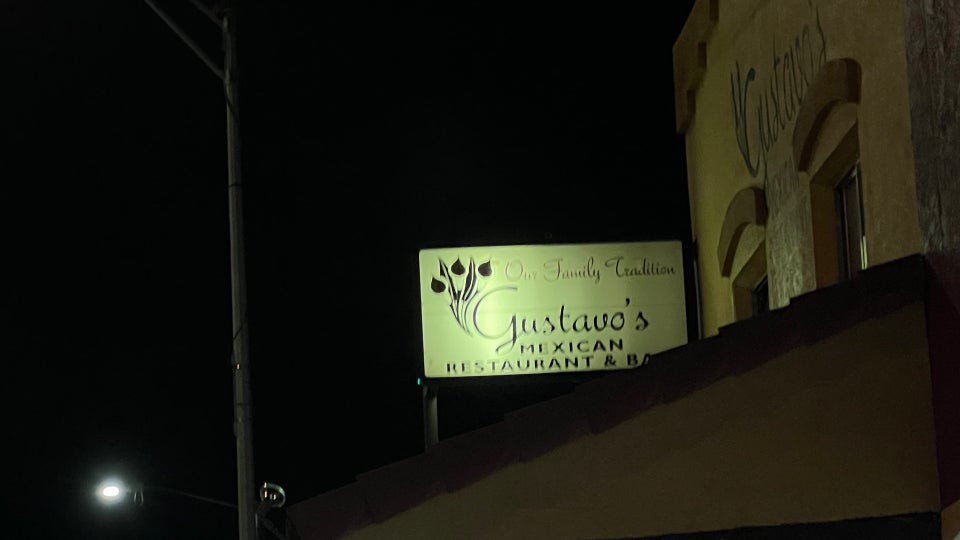 Our Family Tradition
Gustavo's
MEXICAN
RESTAURANT & BA
Gustavo's